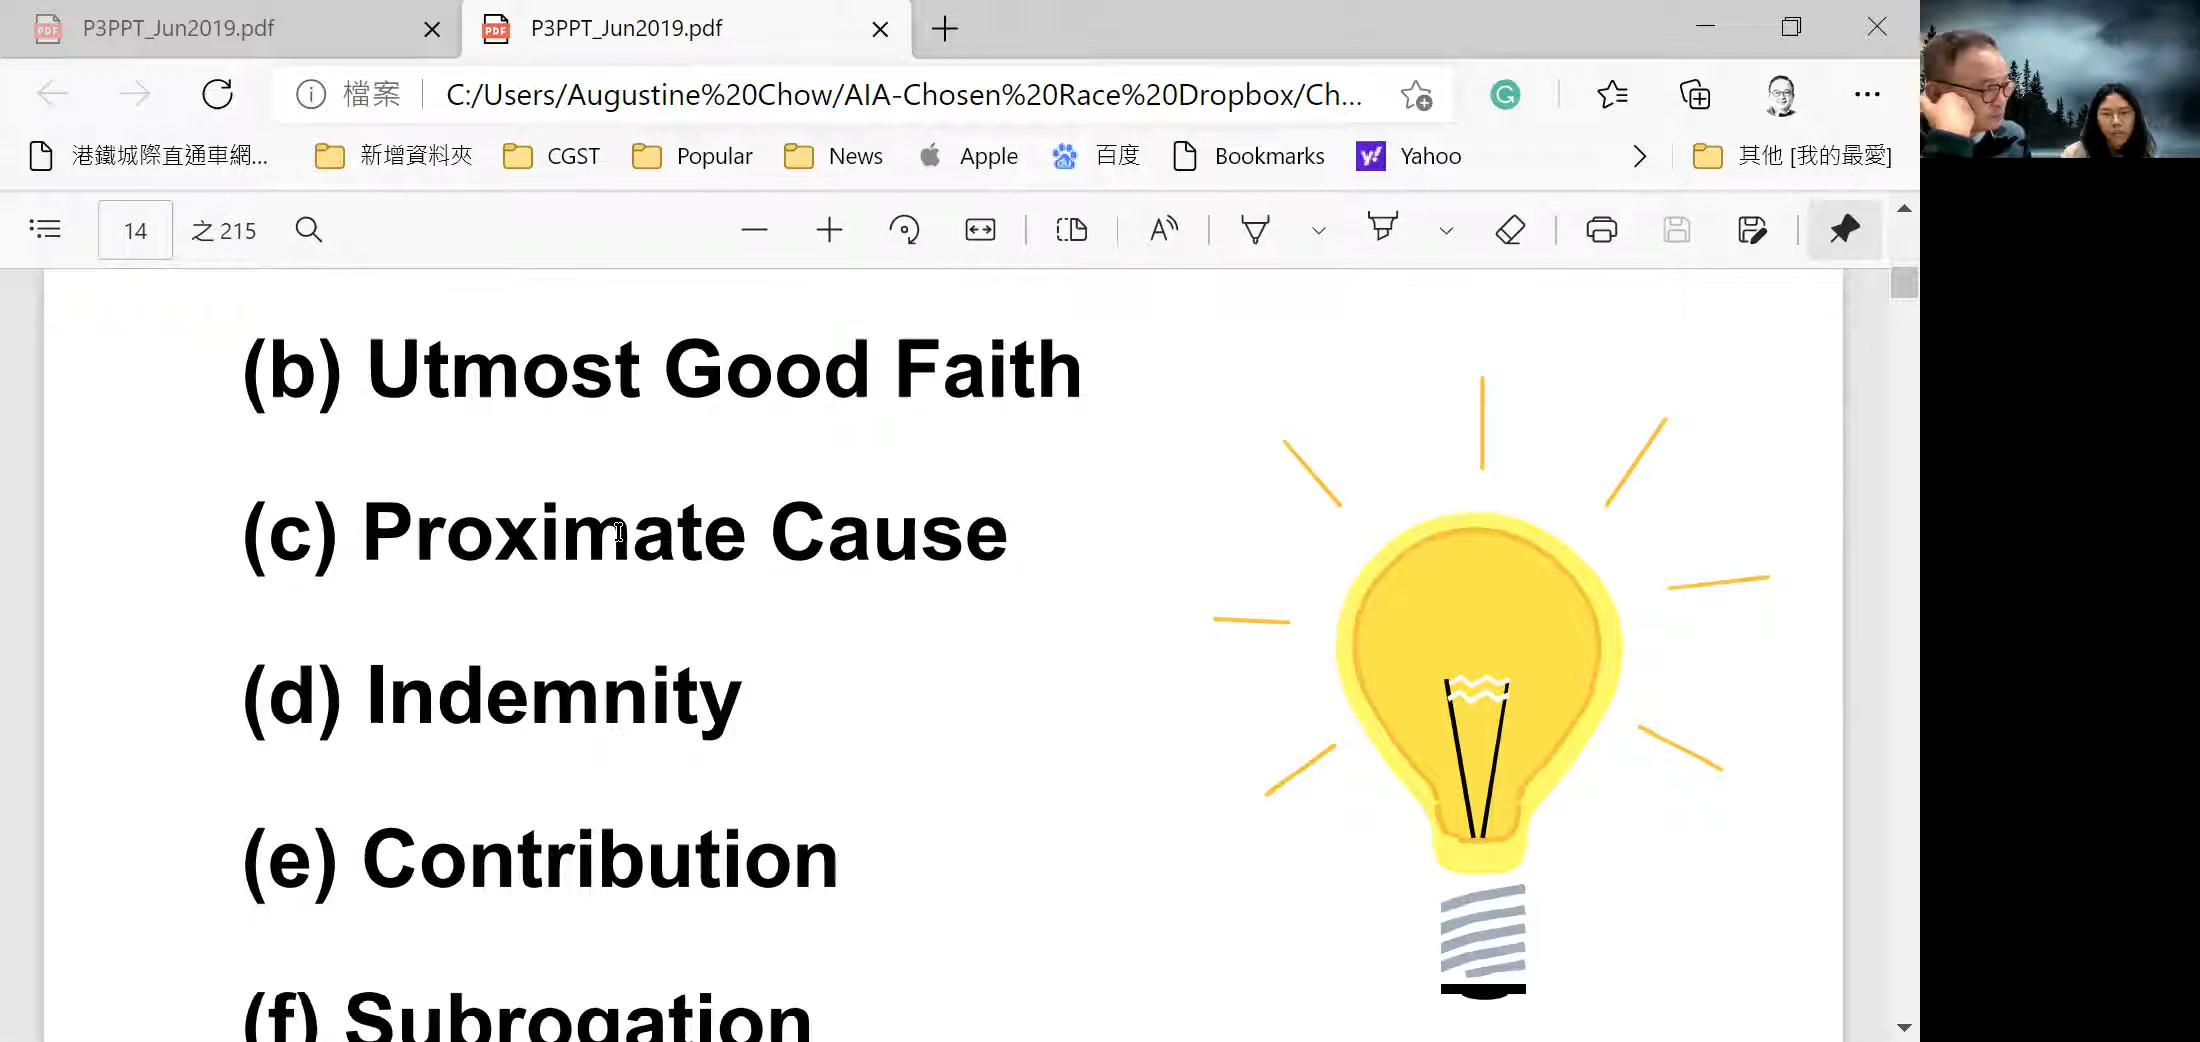 P3PPT_Jun2019.pdf
P3PPT_Jun2019.pdf
檔案 C:/Users/Augustine%20Chow/AIA-Chosen%20Race%20Dropbox/Ch...
港鐵城際直通車網... 新增資料夾 CGST Popular News Apple 百度 Bookmarks Yahoo 其他 [我的最愛]
14 之 215
(b) Utmost Good Faith
(c) Proximate Cause
(d) Indemnity
(e) Contribution
(f) Subrogation